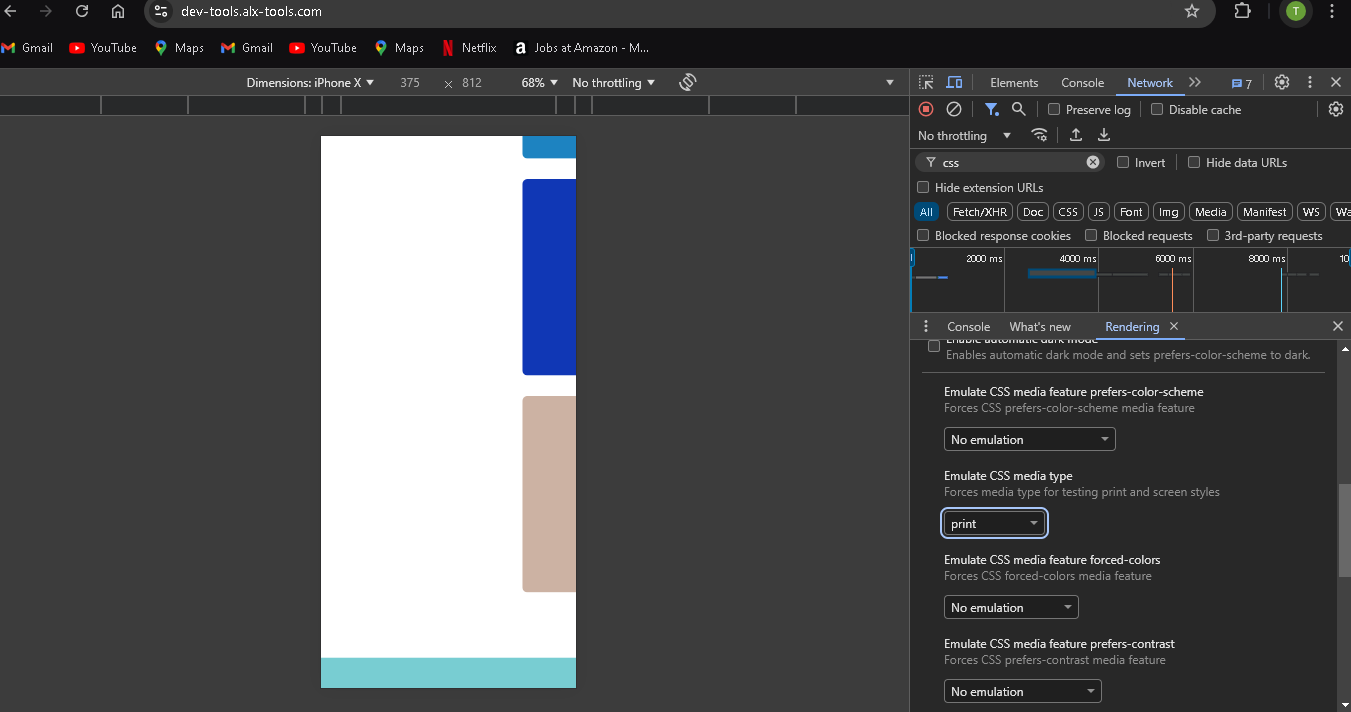 dev-tools.alx-tools.com
T
Gmail YouTube Maps Gmail YouTube Maps Netflix Jobs at Amazon - M...
Dimensions: iPhone X 375 × 812 68% No throttling
Elements Console Network 7
Preserve log Disable cache
No throttling
css Invert Hide data URLs
Hide extension URLs
All Fetch/XHR Doc CSS JS Font Img Media Manifest WS Wa
Blocked response cookies Blocked requests 3rd-party requests
2000 ms 4000 ms 6000 ms 8000 ms 10
Console What's new Rendering
Enable automatic dark mode
Enables automatic dark mode and sets prefers-color-scheme to dark.
Emulate CSS media feature prefers-color-scheme
Forces CSS prefers-color-scheme media feature
No emulation
Emulate CSS media type
Forces media type for testing print and screen styles
print
Emulate CSS media feature forced-colors
Forces CSS forced-colors media feature
No emulation
Emulate CSS media feature prefers-contrast
Forces CSS prefers-contrast media feature
No emulation